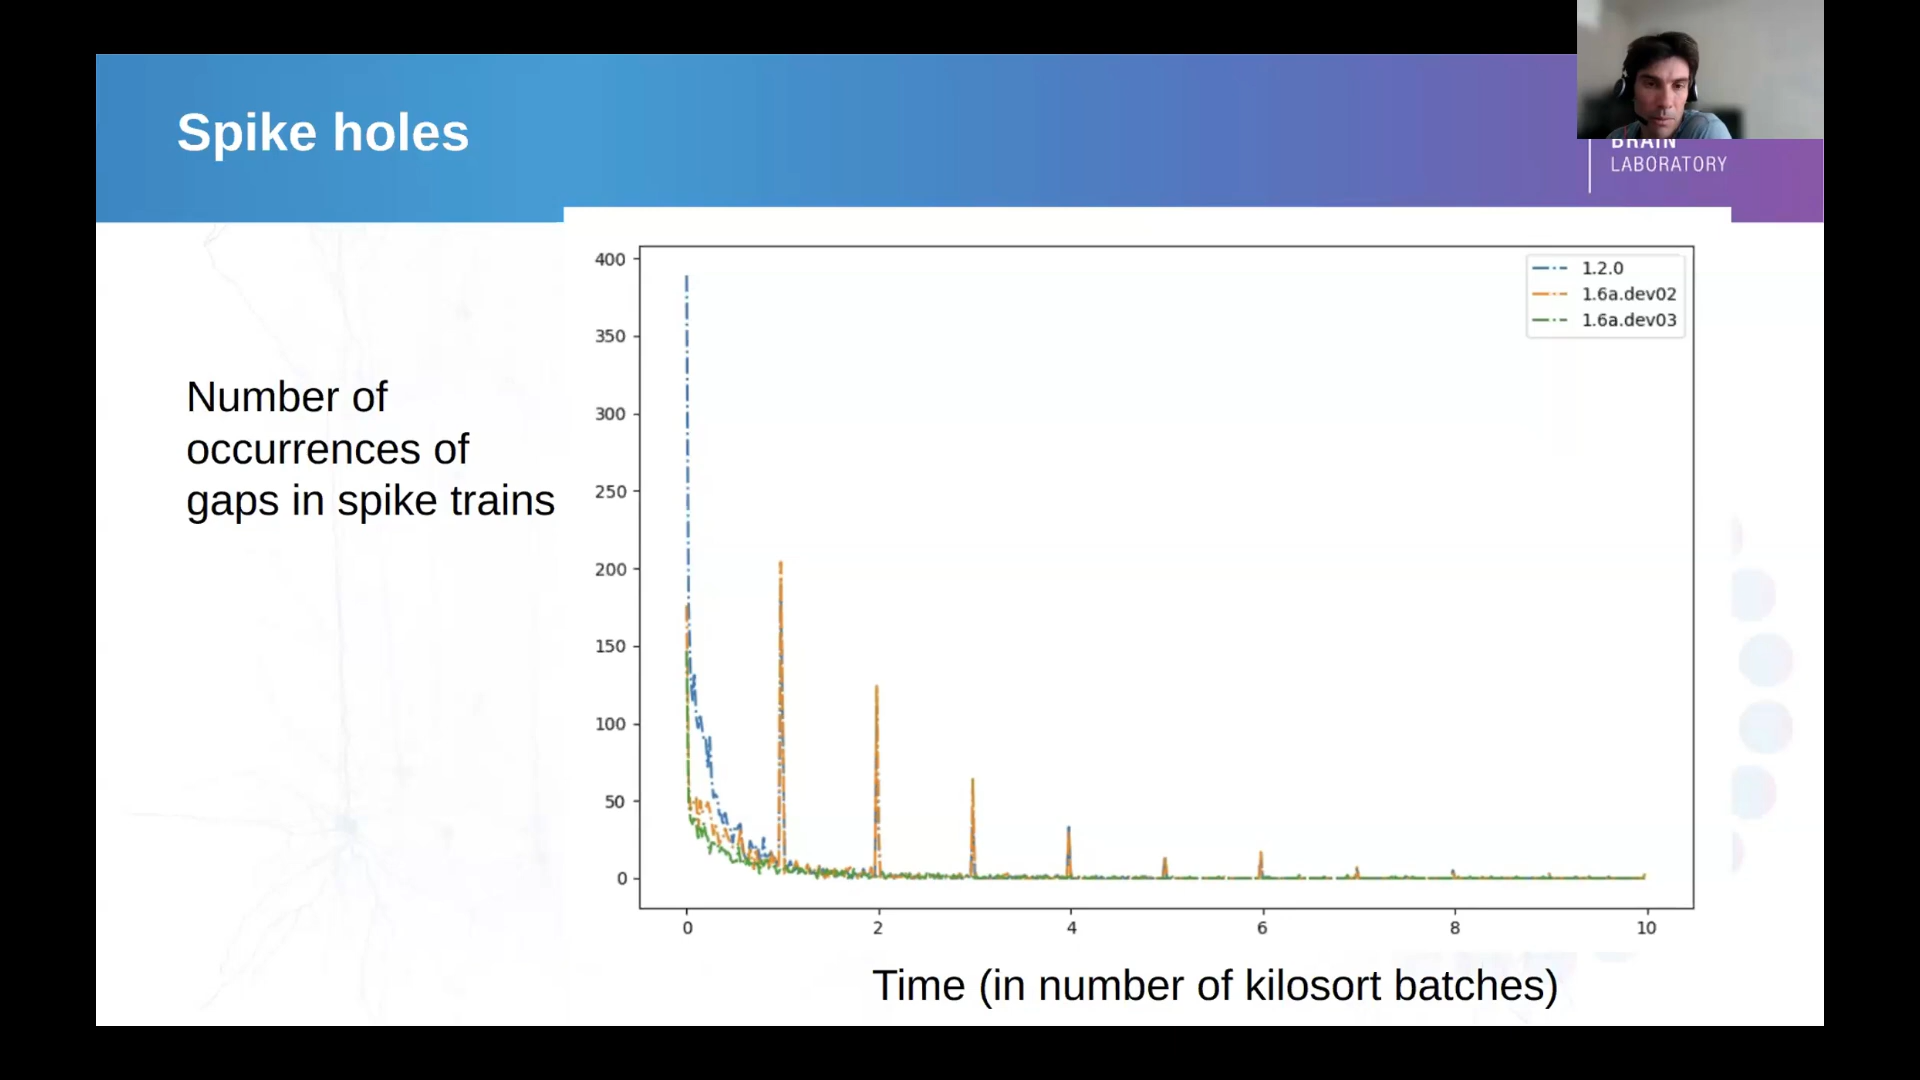 Spike holes
BRAIN
LABORATORY
Number of
occurrences of
gaps in spike trains
400
350
300
250
200
150
100
50
0
1.2.0
1.6a.dev02
1.6a.dev03
0 2 4 6 8 10
Time (in number of kilosort batches)